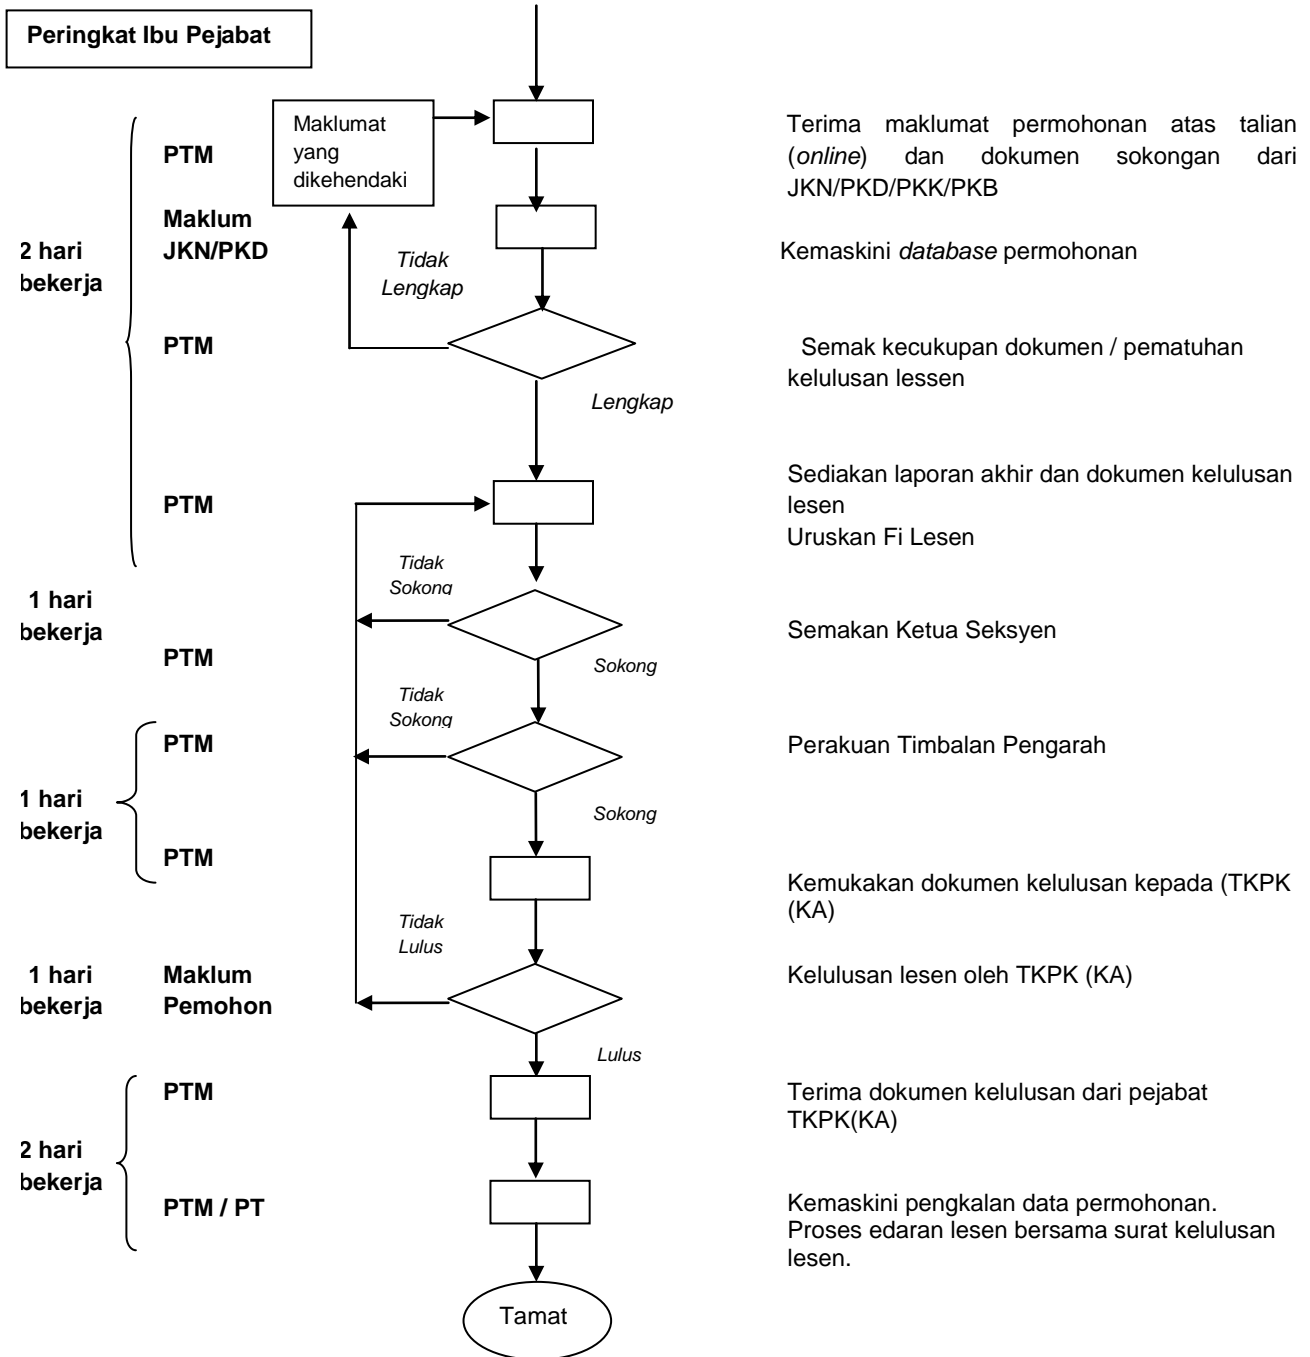 Peringkat Ibu Pejabat
Maklumat
yang
dikehendaki
PTM
Terima maklumat permohonan atas talian
(online) dan dokumen sokongan dari
JKN/PKD/PKK/PKB
Maklum
JKN/PKD
2 hari
bekerja
Tidak
Lengkap
Kemaskini database permohonan
PTM
Semak kecukupan dokumen / pematuhan
kelulusan lessen
Lengkap
PTM
Sediakan laporan akhir dan dokumen kelulusan
lesen
Uruskan Fi Lesen
Tidak
Sokong
1 hari
bekerja
PTM
Semakan Ketua Seksyen
Sokong
Tidak
Sokong
PTM
Perakuan Timbalan Pengarah
1 hari
bekerja
Sokong
PTM
Kemukakan dokumen kelulusan kepada (TKPK
(KA)
Tidak
Lulus
1 hari
bekerja
Maklum
Pemohon
Kelulusan lesen oleh TKPK (KA)
Lulus
PTM
Terima dokumen kelulusan dari pejabat
TKPK(KA)
2 hari
bekerja
PTM / PT
Kemaskini pengkalan data permohonan.
Proses edaran lesen bersama surat kelulusan
lesen.
Tamat